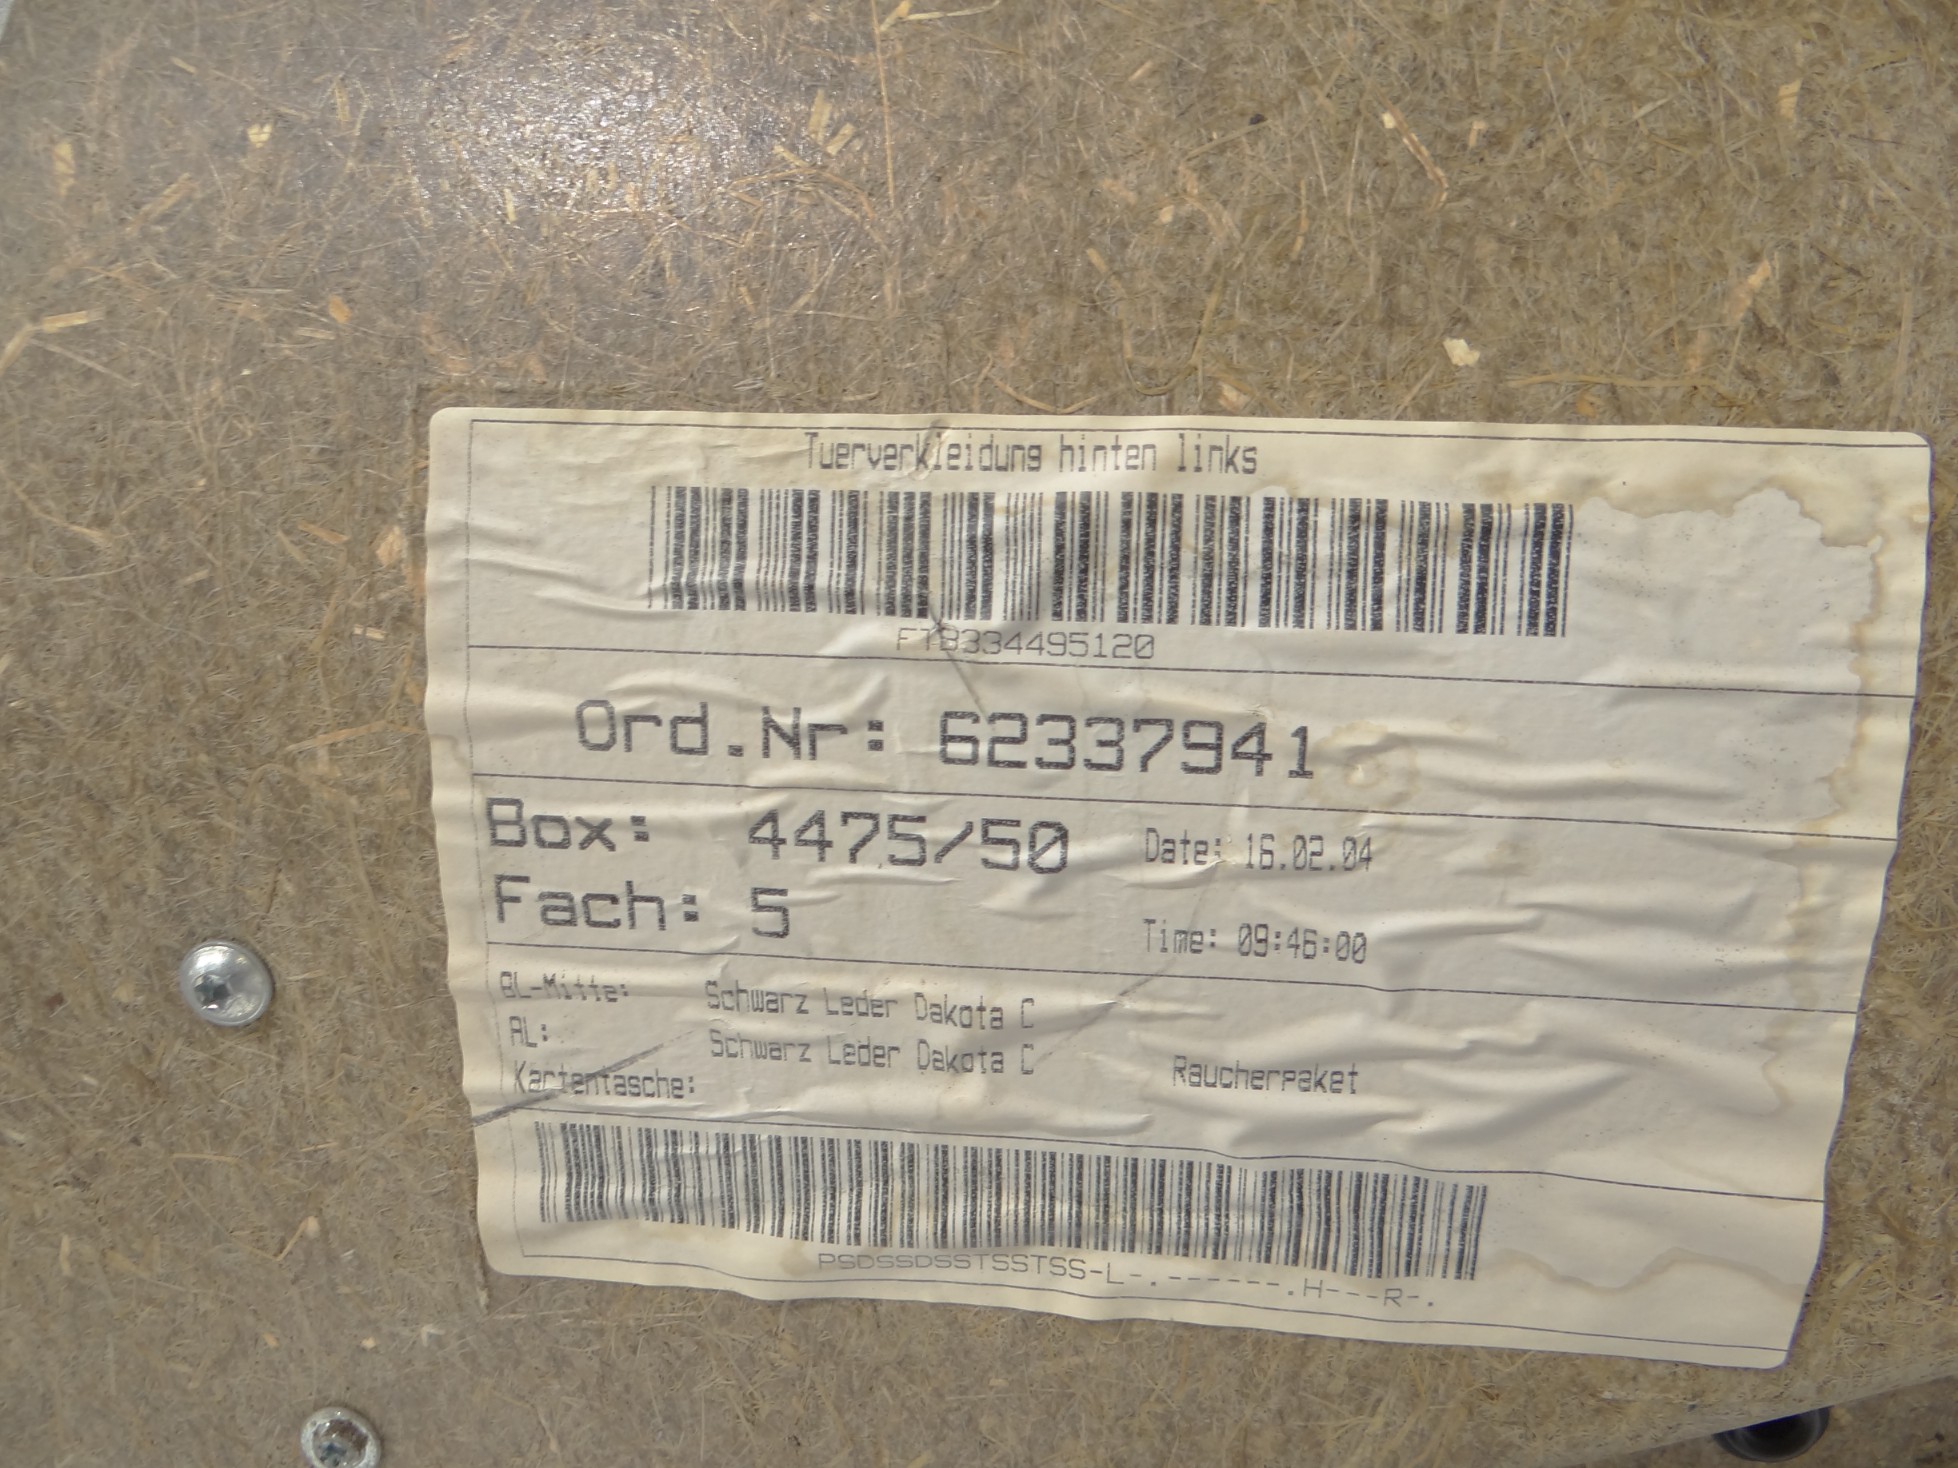 Tuerverkleidung hinten links
FTB334495120
Ord.Nr: 62337941
Box: 4475/50 Date: 16.02.04
Fach: 5 Time: 09:46:00
BL-Mitte: Schwarz Leder Dakota C
AL: Schwarz Leder Dakota C
Kartentasche: Raucherpaket
PSDSSDSSTSSTSS-L-.------.H---R-.